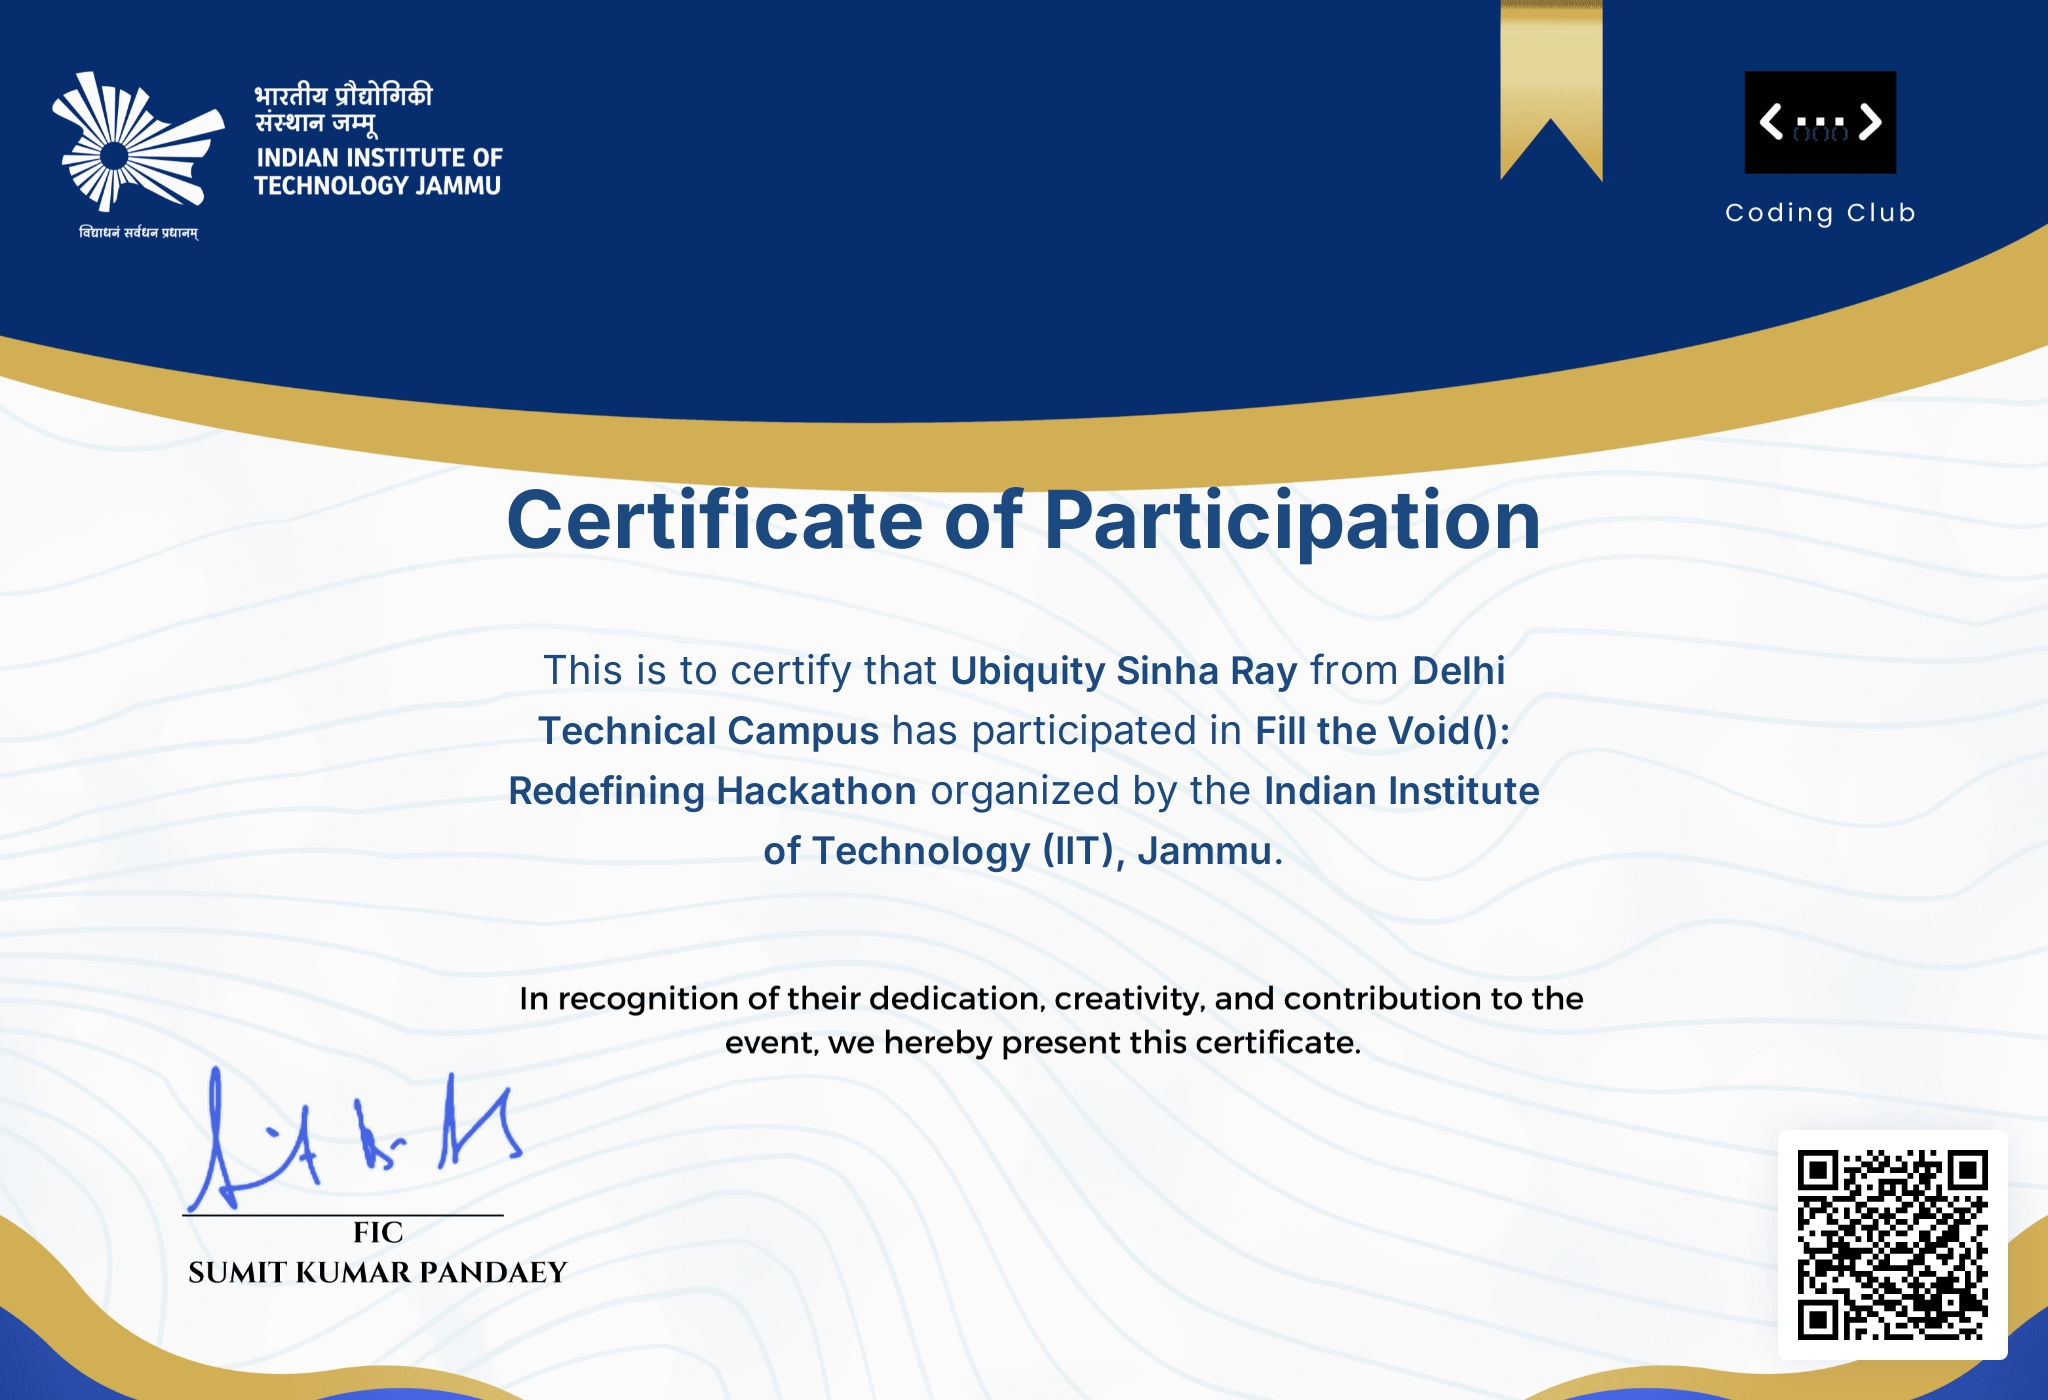 भारतीय प्रौद्योगिकी
संस्थान जम्मू
INDIAN INSTITUTE OF
TECHNOLOGY JAMMU
विद्याधनं सर्वधन प्रधानम्
Coding Club
Certificate of Participation
This is to certify that Ubiquity Sinha Ray from Delhi
Technical Campus has participated in Fill the Void():
Redefining Hackathon organized by the Indian Institute
of Technology (IIT), Jammu.
In recognition of their dedication, creativity, and contribution to the
event, we hereby present this certificate.
FIC
SUMIT KUMAR PANDAEY